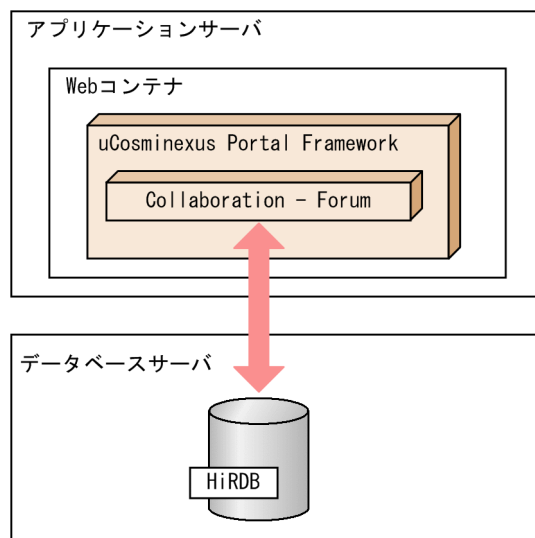 アプリケーションサーバ
Webコンテナ
uCosminexus Portal Framework
Collaboration - Forum
データベースサーバ
HiRDB